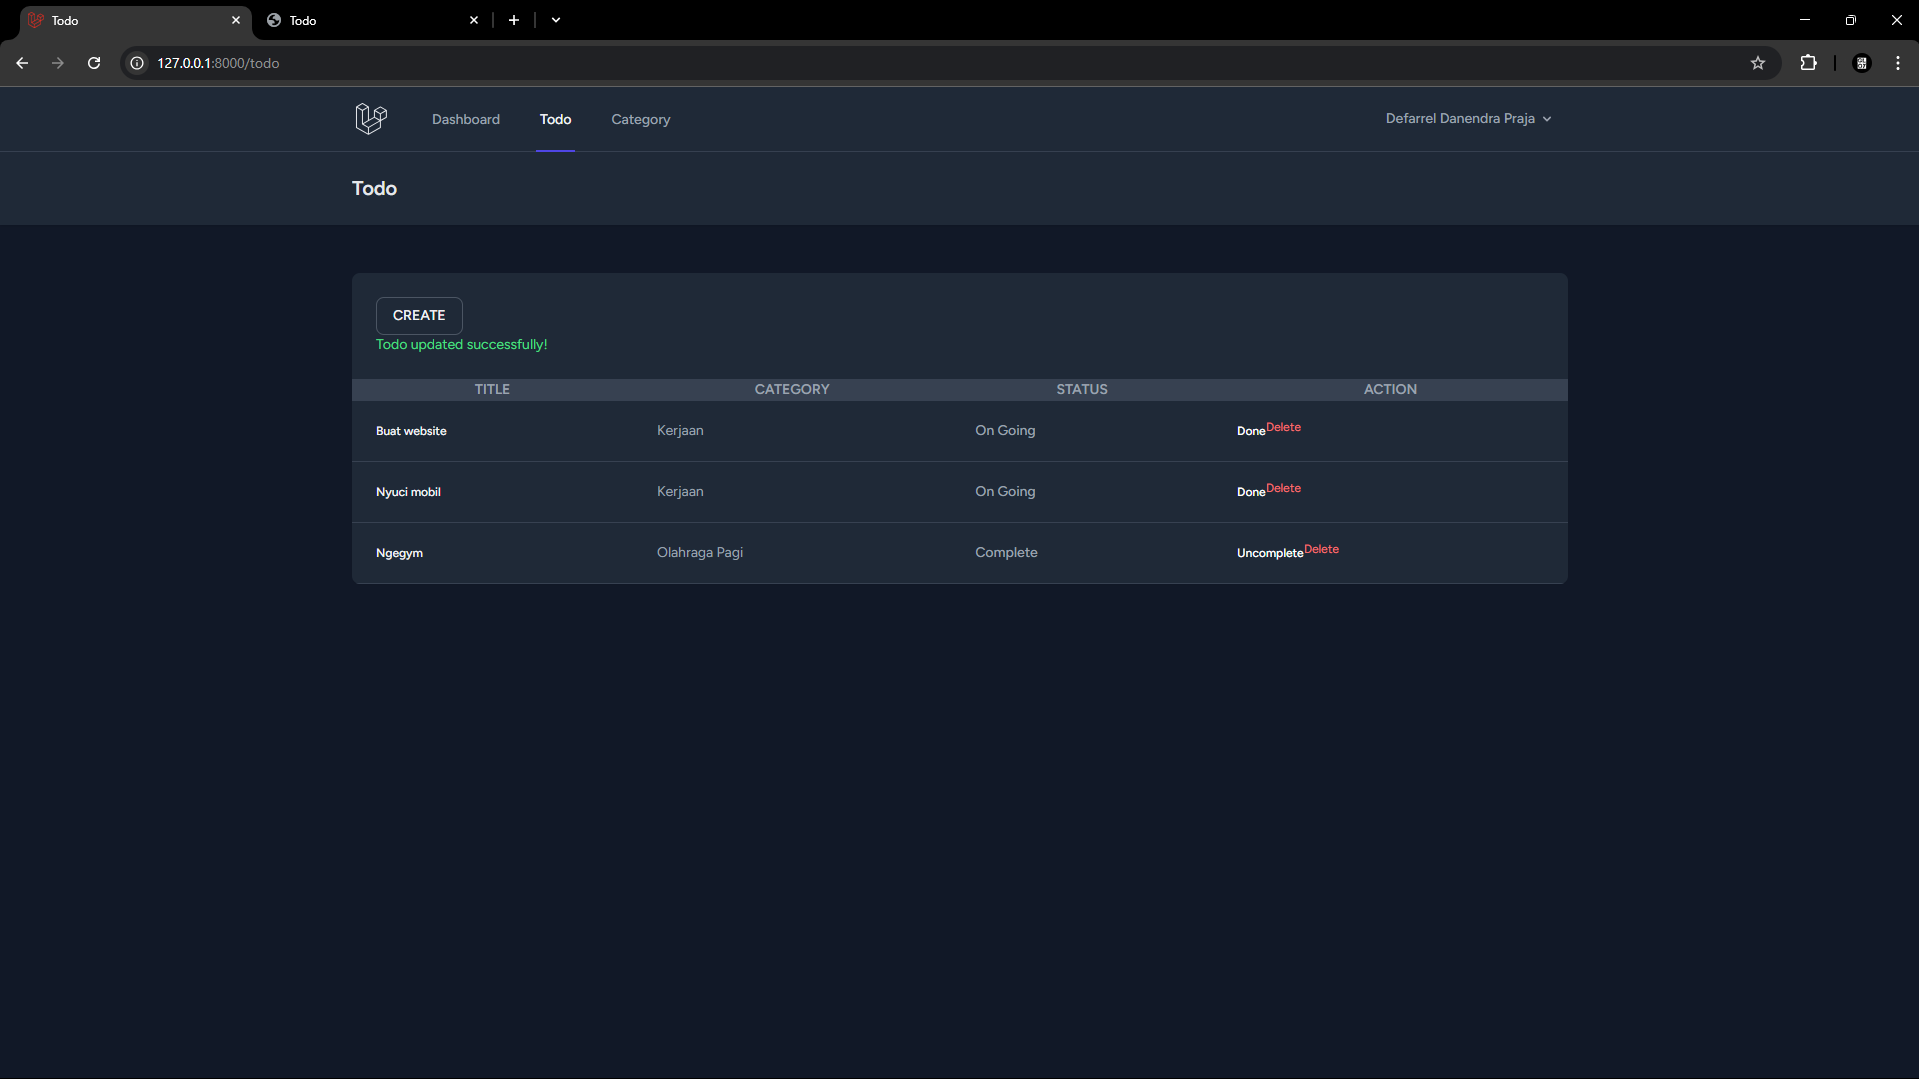 Todo
Todo
127.0.0.1:8000/todo
Dashboard Todo Category Defarrel Danendra Praja
Todo
CREATE
Todo updated successfully!
TITLE CATEGORY STATUS ACTION
Buat website Kerjaan On Going Done Delete
Nyuci mobil Kerjaan On Going Done Delete
Ngegym Olahraga Pagi Complete Uncomplete Delete